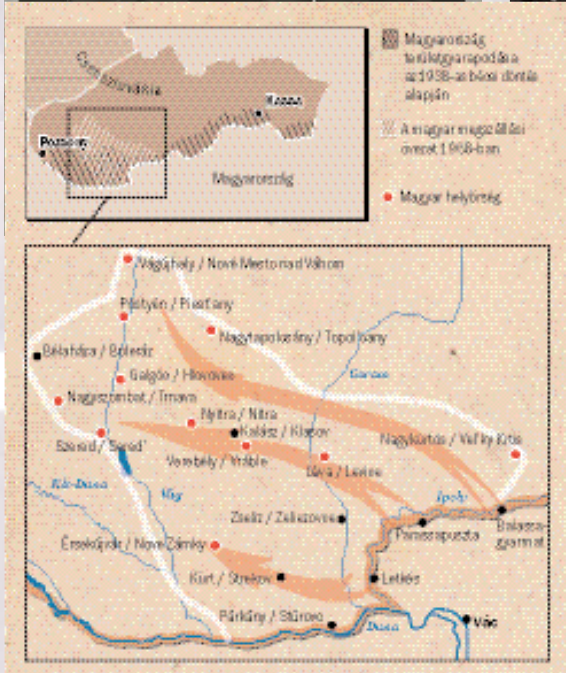 Magyarország
területgyarapodása
az 1938-as bécsi döntés
alapján
A magyar megszállási
övezet 1968-ban
Magyar helyőrség
Csehszlovákia
Kassa
Pozsony
Magyarország
Vágújhely / Nové Mesto nad Váhom
Pöstyén / Piešťany
Nagytapolcsány / Topolčany
Bélaháza / Boleráz
Garam
Galgóc / Hlohovec
Nagyszombat / Trnava
Nyitra / Nitra
Kalász / Klasov
Nagykürtös / Veľký Krtíš
Szered / Sereď
Verebély / Vráble
Léva / Levice
Kis-Duna
Vág
Ipoly
Zselíz / Želiezovce
Parassapuszta
Balassa-
gyarmat
Érsekújvár / Nové Zámky
Kürt / Strekov
Letkés
Párkány / Štúrovo
Duna
Vác